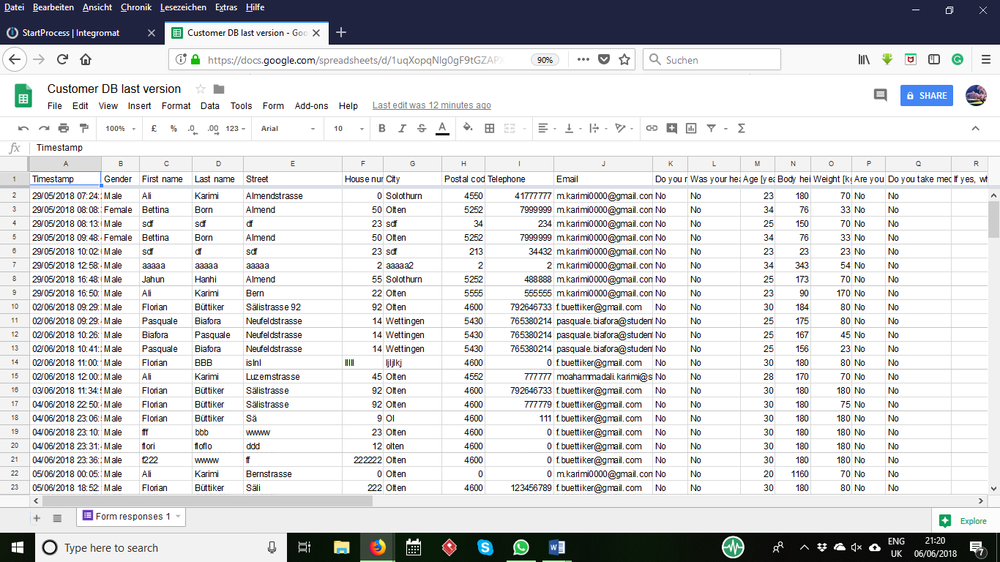 Datei Bearbeiten Ansicht Chronik Lesezeichen Extras Hilfe
StartProcess | Integromat Customer DB last version - Goo
https://docs.google.com/spreadsheets/d/1uqXopqNlg0gF9tGZAPX 90% Suchen
Customer DB last version
File Edit View Insert Format Data Tools Form Add-ons Help Last edit was 12 minutes ago SHARE
100% £ % .0 .00 123 Arial 10 B I S A
fx Timestamp
A B C D E F G H I J K L M N O P Q R
1 Timestamp Gender First name Last name Street House nur City Postal cod Telephone Email Do you r Was your hea Age [yea Body hei Weight [kg Are you Do you take med If yes, wh
2 29/05/2018 07:24: Male Ali Karimi Almendstrasse 0 Solothurn 4550 41777777 m.karimi0000@gmail.com No No 23 180 70 No No
3 29/05/2018 08:08: Female Bettina Born Almend 50 Olten 5252 7999999 m.karimi0000@gmail.com No No 34 76 33 No No
4 29/05/2018 08:13: Male sdf sdf df 23 sdf 34 234 m.karimi0000@gmail.com No No 25 150 70 No No
5 29/05/2018 09:48: Female Bettina Born Almend 50 Olten 5252 7999999 m.karimi0000@gmail.com No No 34 76 33 No No
6 29/05/2018 10:02: Male sdf df sdf 23 sdf 213 34432 m.karimi0000@gmail.com No No 23 23 23 No No
7 29/05/2018 12:58: Male aaaaa aaaaa aaaaa 2 aaaaa2 2 2 m.karimi0000@gmail.com No No 34 343 54 No No
8 29/05/2018 16:48: Male Jahun Hanhi Almend 55 Solothurn 5252 488888 m.karimi0000@gmail.com No No 25 173 70 No No
9 29/05/2018 16:50: Male Ali Karimi Bern 22 Olten 5555 555555 m.karimi0000@gmail.com No No 23 90 170 No No
10 02/06/2018 09:29: Male Florian Büttiker Sälistrasse 92 92 Olten 4600 792646733 f.buettiker@gmail.com No No 30 184 80 No No
11 02/06/2018 09:29: Male Pasquale Biafora Neufeldstrasse 14 Wettingen 5430 765380214 pasquale.biafora@student No No 25 175 80 No No
12 02/06/2018 10:26: Male Biafora Pasquale Neufeldstrasse 14 Wettingen 5430 765380214 pasquale.biafora@student No No 25 167 45 No No
13 02/06/2018 10:41: Male Pasquale Biafora Neufeldstrasse 14 Wettingen 5430 765380214 pasquale.biafora@student No No 25 156 23 No No
14 02/06/2018 11:00: Male Florian BBB 4600 0 f.buettiker@gmail.com No No 30 180 80 No No
15 02/06/2018 12:00: Male Ali Karimi Luzernstrasse 45 Olten 4552 777777 moahammadali.karimi@s No No 28 170 70 No No
16 03/06/2018 11:34: Male Florian Büttiker Sälistrasse 92 Olten 4600 792646733 f.buettiker@gmail.com No No 30 180 180 No No
17 04/06/2018 22:50: Male Florian Büttiker Sälistrasse 92 Olten 4600 777779 f.buettiker@gmail.com No No 30 180 75 No No
18 04/06/2018 23:06: Male Florian Büttiker Sä 9 Ol 4600 111 f.buettiker@gmail.com No No 30 180 180 No No
19 04/06/2018 23:10: Male fff bbb wwww 23 Olten 4600 0 f.buettiker@gmail.com No No 30 180 180 No No
20 04/06/2018 23:31: Male flori floflo ddd 12 olten 4600 0 f.buettiker@gmail.com No No 30 180 180 No No
21 04/06/2018 23:36: Male f222 wwww ff 222222 Olten 4600 0 f.buettiker@gmail.com No No 30 180 180 No No
22 05/06/2018 00:05: Male Ali Karimi Bernstrasse 0 Olten 0 0 m.karimi0000@gmail.com No No 20 1160 70 No No
23 05/06/2018 18:52: Male Florian Büttiker Säli 222 Olten 4600 123456789 f.buettiker@gmail.com No No 30 180 80 No No
Form responses 1 Explore
Type here to search ENG UK 21:20 06/06/2018 7